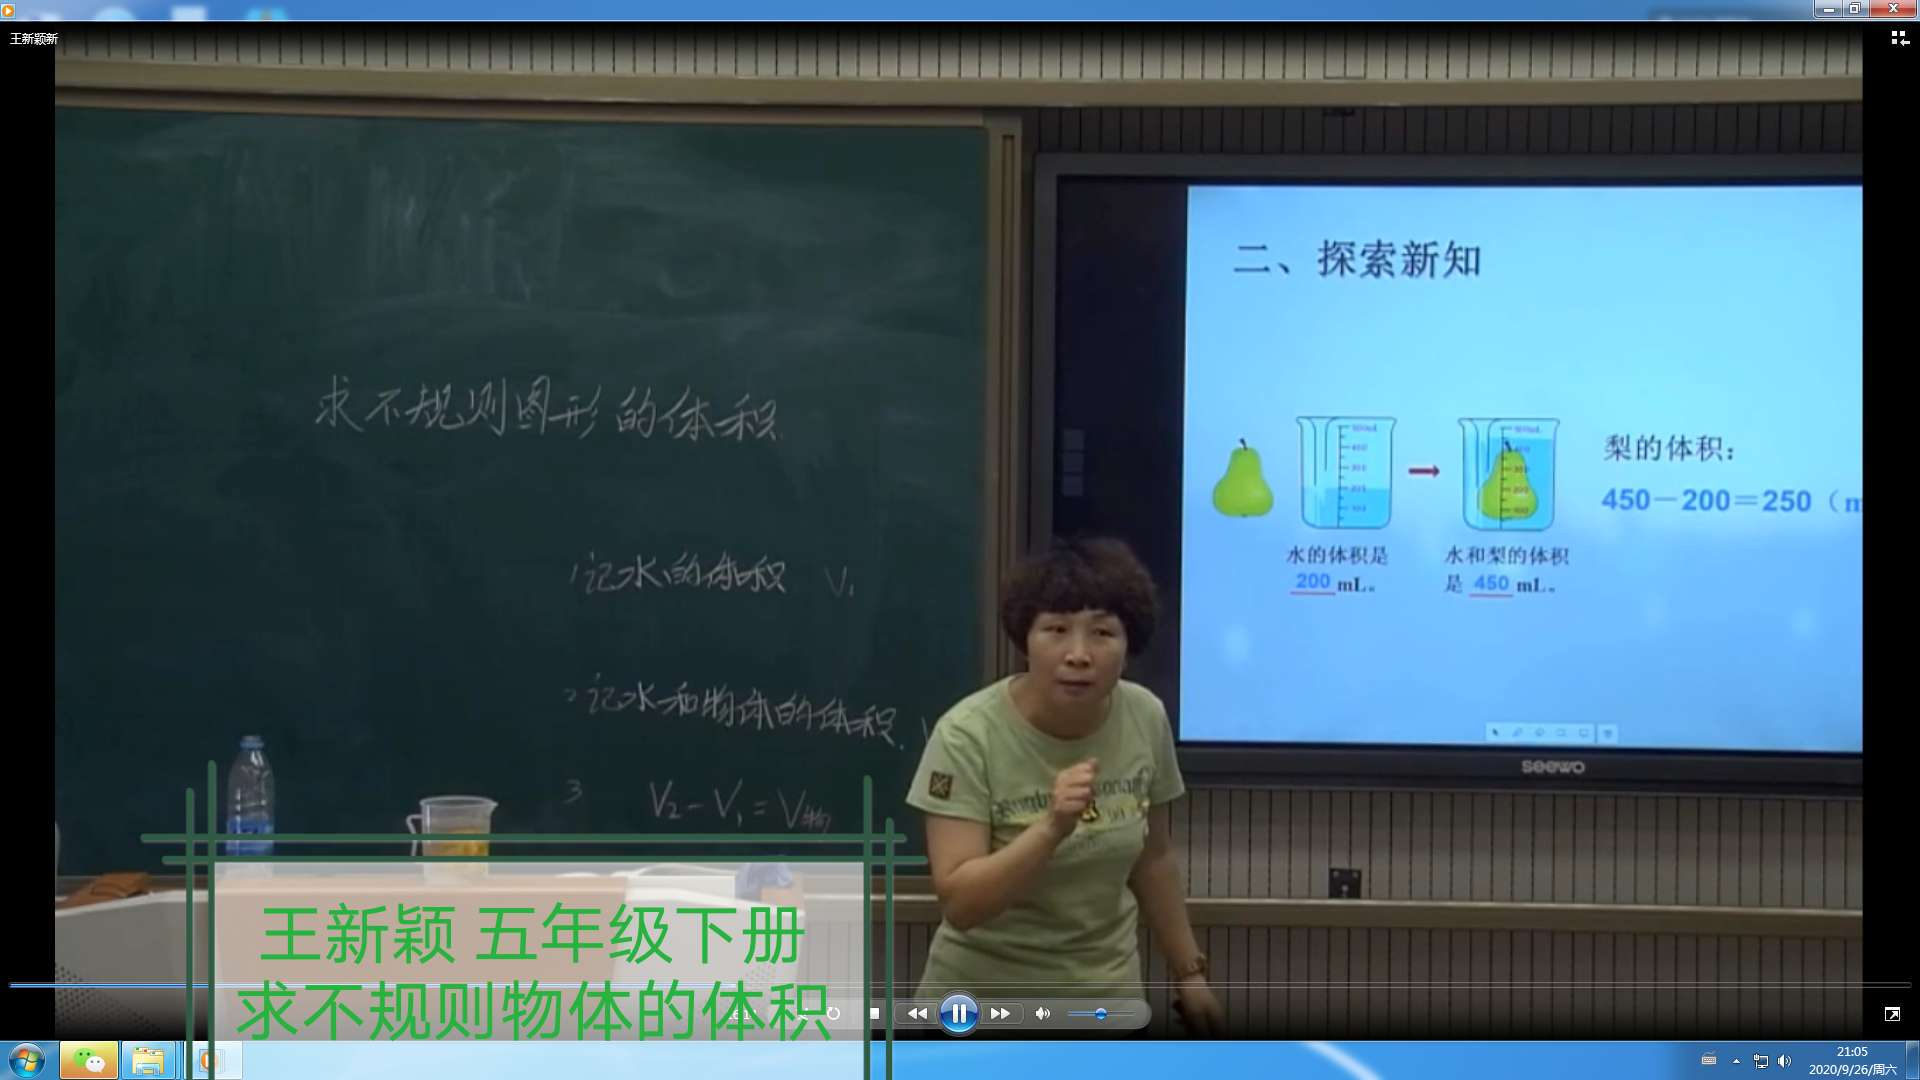 王新颖新
二、探索新知
求不规则图形的体积
梨的体积：
450－200＝250（m
水的体积是
200 mL。
水和梨的体积
是 450 mL。
1 记水的体积 V₁
2 记水和物体的体积
3 V₂－V₁＝V物
seewo
王新颖 五年级下册
求不规则物体的体积
21:05
2020/9/26/周六